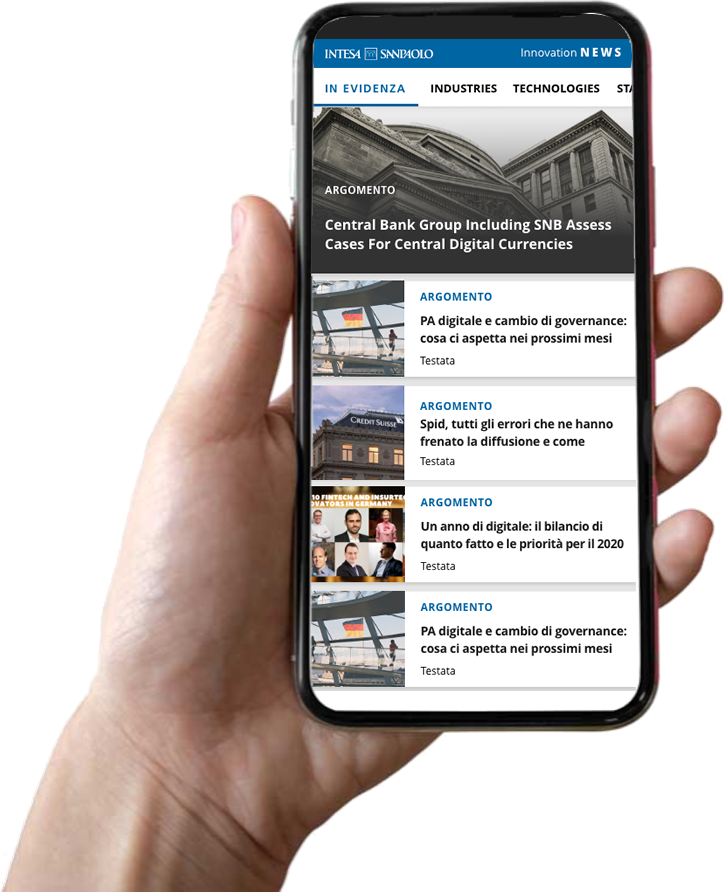 INTESA SANPAOLO
Innovation NEWS
IN EVIDENZA INDUSTRIES TECHNOLOGIES STA
ARGOMENTO
Central Bank Group Including SNB Assess
Cases For Central Digital Currencies
ARGOMENTO
PA digitale e cambio di governance:
cosa ci aspetta nei prossimi mesi
Testata
CREDIT SUISSE
ARGOMENTO
Spid, tutti gli errori che ne hanno
frenato la diffusione e come
Testata
10 FINTECH AND INSURTEC
OVATORS IN GERMANY
ARGOMENTO
Un anno di digitale: il bilancio di
quanto fatto e le priorità per il 2020
Testata
ARGOMENTO
PA digitale e cambio di governance:
cosa ci aspetta nei prossimi mesi
Testata